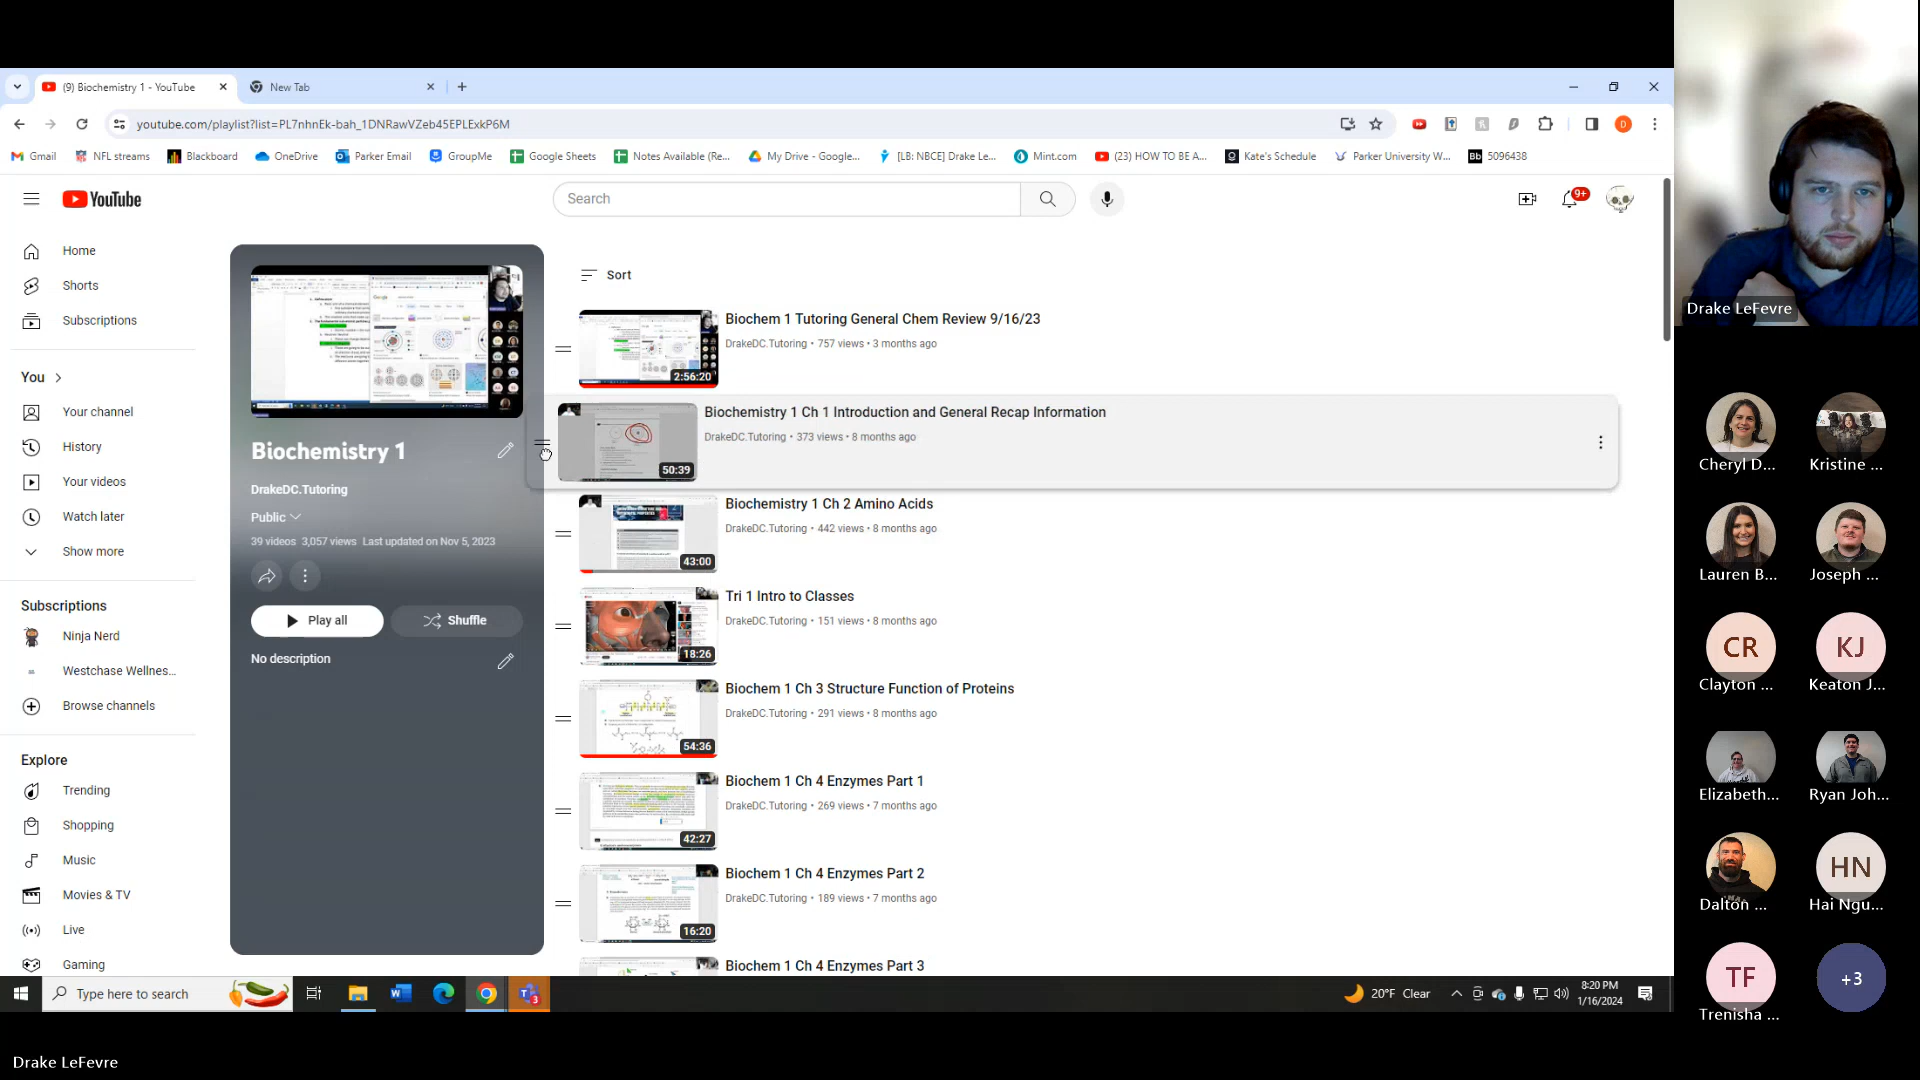 (9) Biochemistry 1 - YouTube
New Tab
youtube.com/playlist?list=PL7nhnEk-bah_1DNRawVZeb45EPLExkP6M
Gmail
NFL streams
Blackboard
OneDrive
Parker Email
GroupMe
Google Sheets
Notes Available (Re...
My Drive - Google...
[LB: NBCE] Drake Le...
Mint.com
(23) HOW TO BE A...
Kate's Schedule
Parker University W...
Bb 5096438
YouTube
Search
9+
Home
Shorts
Subscriptions
You
Your channel
History
Your videos
Watch later
Show more
Subscriptions
Ninja Nerd
Westchase Wellnes...
Browse channels
Explore
Trending
Shopping
Music
Movies & TV
Live
Gaming
Biochemistry 1
DrakeDC.Tutoring
Public
39 videos 3,057 views Last updated on Nov 5, 2023
Play all
Shuffle
No description
Sort
2:56:20
Biochem 1 Tutoring General Chem Review 9/16/23
DrakeDC.Tutoring • 757 views • 3 months ago
50:39
Biochemistry 1 Ch 1 Introduction and General Recap Information
DrakeDC.Tutoring • 373 views • 8 months ago
43:00
Biochemistry 1 Ch 2 Amino Acids
DrakeDC.Tutoring • 442 views • 8 months ago
18:26
Tri 1 Intro to Classes
DrakeDC.Tutoring • 151 views • 8 months ago
54:36
Biochem 1 Ch 3 Structure Function of Proteins
DrakeDC.Tutoring • 291 views • 8 months ago
42:27
Biochem 1 Ch 4 Enzymes Part 1
DrakeDC.Tutoring • 269 views • 7 months ago
16:20
Biochem 1 Ch 4 Enzymes Part 2
DrakeDC.Tutoring • 189 views • 7 months ago
Biochem 1 Ch 4 Enzymes Part 3
Type here to search
20°F Clear
8:20 PM
1/16/2024
Drake LeFevre
Drake LeFevre
Cheryl D...
Kristine ...
Lauren B...
Joseph ...
CR
Clayton ...
KJ
Keaton J...
Elizabeth...
Ryan Joh...
Dalton ...
HN
Hai Ngu...
TF
Trenisha ...
+3